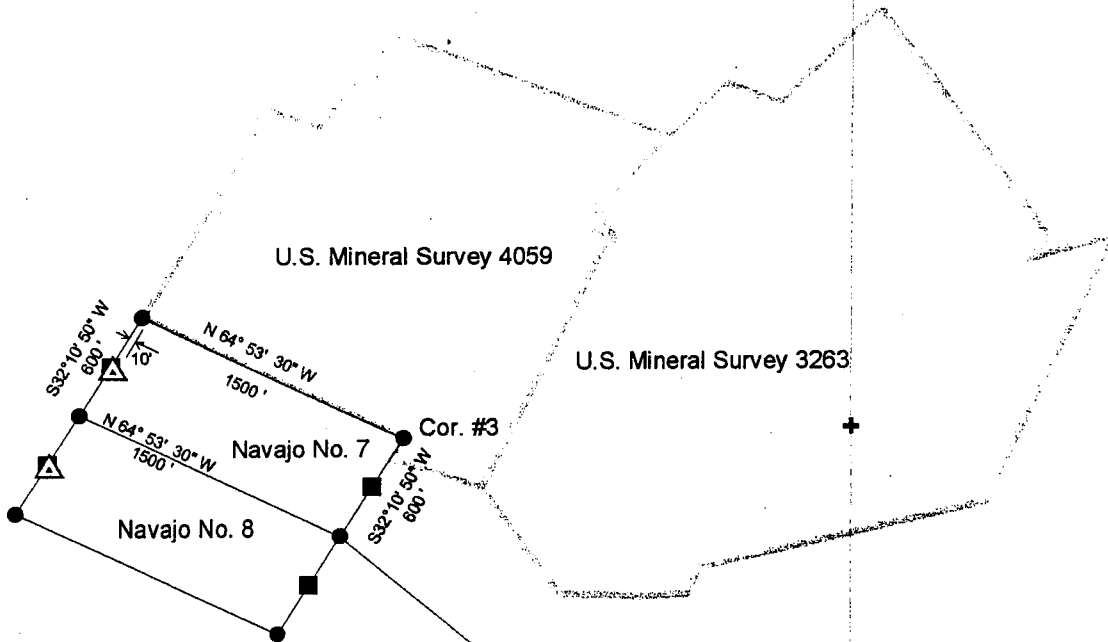 U.S. Mineral Survey 4059
S32°10' 50" W
600 '
10'
N 64° 53' 30" W
1500 '
U.S. Mineral Survey 3263
Cor. #3
N 64° 53' 30" W
1500 '
Navajo No. 7
S32°10' 50" W
600 '
Navajo No. 8